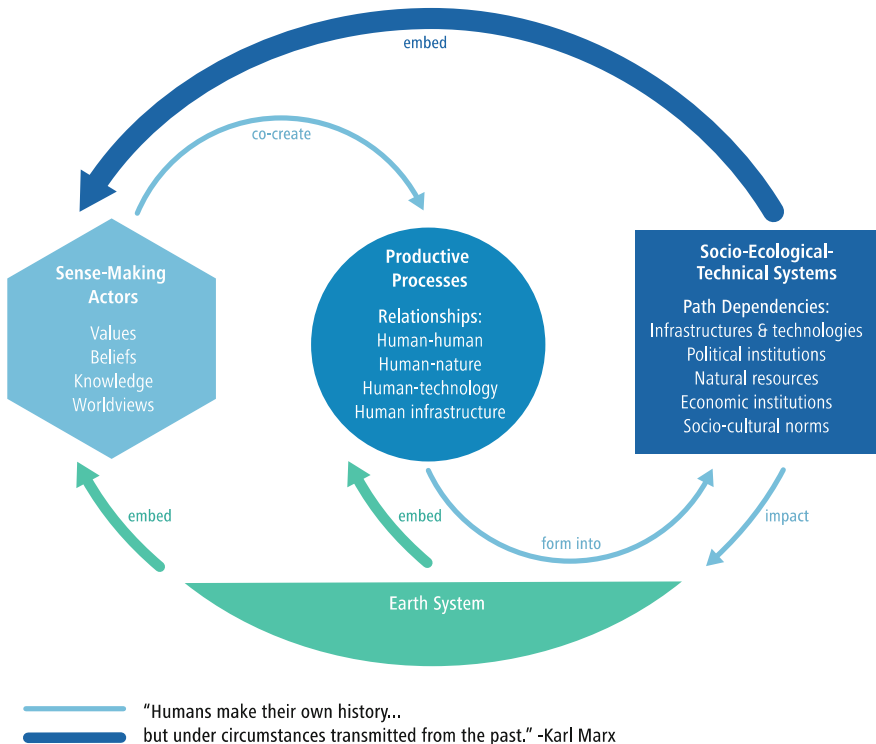 embed
co-create
Sense-Making
Actors
Values
Beliefs
Knowledge
Worldviews
Productive
Processes
Relationships:
Human-human
Human-nature
Human-technology
Human infrastructure
Socio-Ecological-
Technical Systems
Path Dependencies:
Infrastructures & technologies
Political institutions
Natural resources
Economic institutions
Socio-cultural norms
embed
embed
form into
impact
Earth System
"Humans make their own history...
but under circumstances transmitted from the past." -Karl Marx